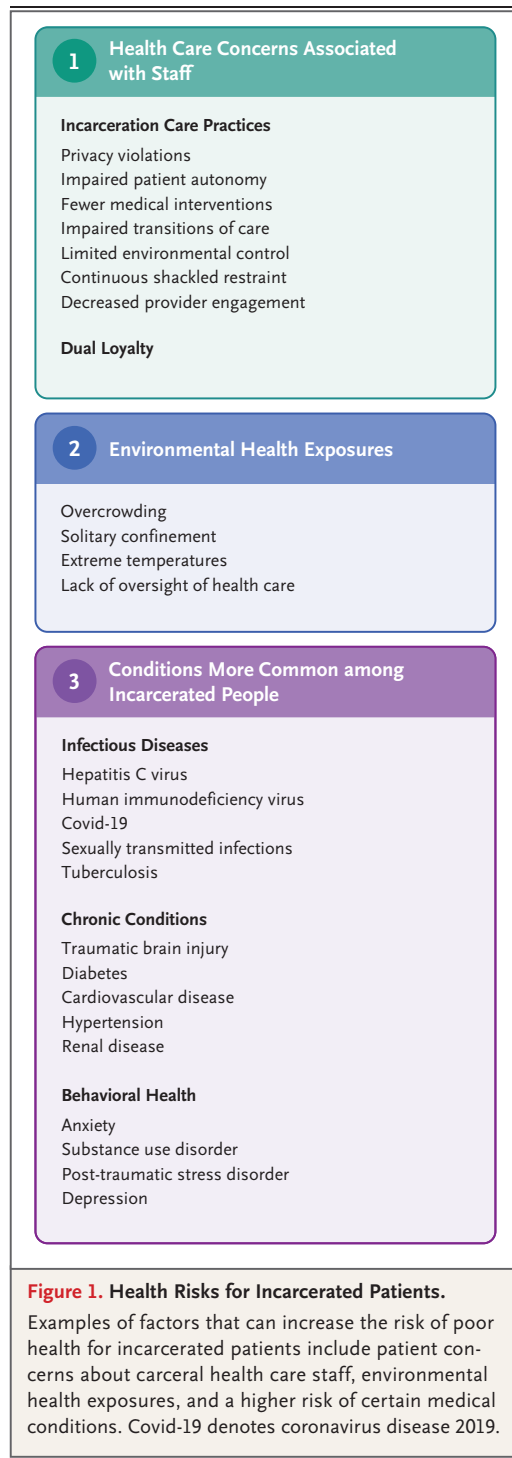 1
Health Care Concerns Associated
with Staff
Incarceration Care Practices
Privacy violations
Impaired patient autonomy
Fewer medical interventions
Impaired transitions of care
Limited environmental control
Continuous shackled restraint
Decreased provider engagement
Dual Loyalty
2
Environmental Health Exposures
Overcrowding
Solitary confinement
Extreme temperatures
Lack of oversight of health care
3
Conditions More Common among
Incarcerated People
Infectious Diseases
Hepatitis C virus
Human immunodeficiency virus
Covid-19
Sexually transmitted infections
Tuberculosis
Chronic Conditions
Traumatic brain injury
Diabetes
Cardiovascular disease
Hypertension
Renal disease
Behavioral Health
Anxiety
Substance use disorder
Post-traumatic stress disorder
Depression
Figure 1. Health Risks for Incarcerated Patients.
Examples of factors that can increase the risk of poor
health for incarcerated patients include patient con-
cerns about carceral health care staff, environmental
health exposures, and a higher risk of certain medical
conditions. Covid-19 denotes coronavirus disease 2019.